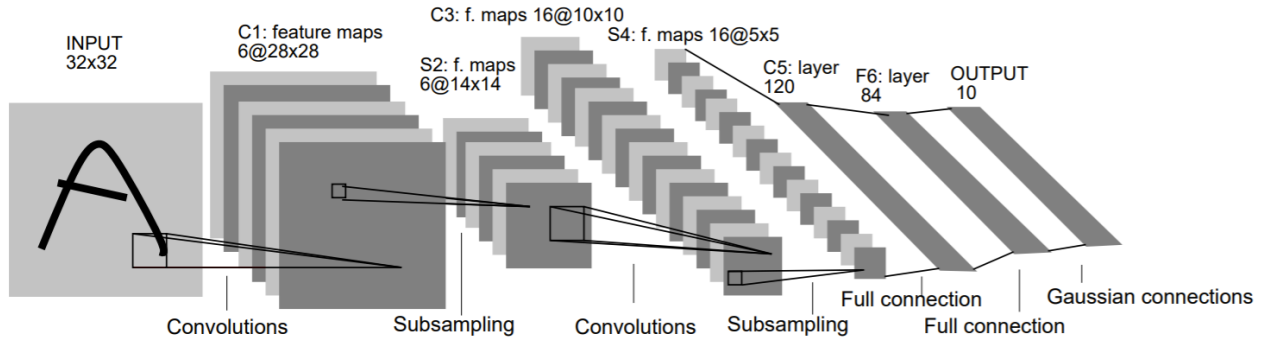 INPUT
32x32
C1: feature maps
6@28x28
S2: f. maps
6@14x14
C3: f. maps 16@10x10
S4: f. maps 16@5x5
C5: layer
120
F6: layer
84
OUTPUT
10
Convolutions
Subsampling
Convolutions
Subsampling
Full connection
Full connection
Gaussian connections